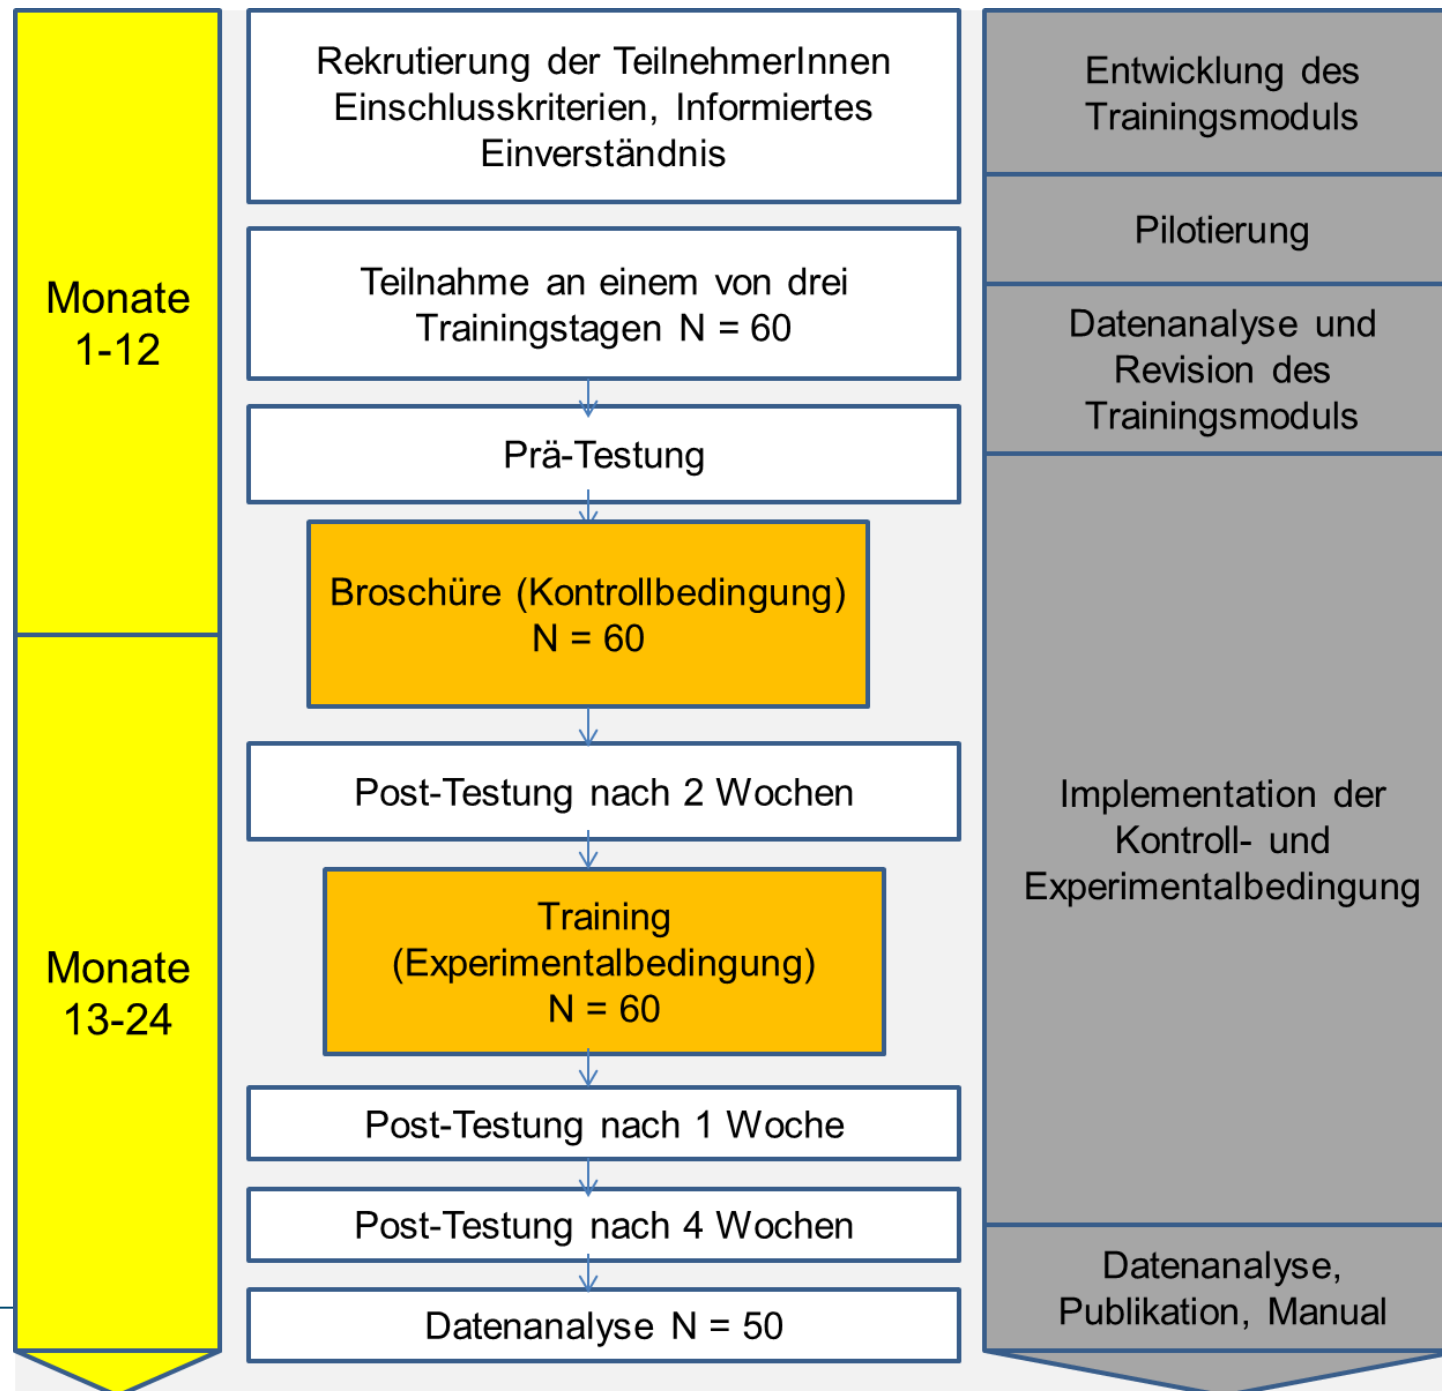 Monate
1-12
Monate
13-24
Rekrutierung der TeilnehmerInnen
Einschlusskriterien, Informiertes
Einverständnis
Teilnahme an einem von drei
Trainingstagen N = 60
Prä-Testung
Broschüre (Kontrollbedingung)
N = 60
Post-Testung nach 2 Wochen
Training
(Experimentalbedingung)
N = 60
Post-Testung nach 1 Woche
Post-Testung nach 4 Wochen
Datenanalyse N = 50
Entwicklung des
Trainingsmoduls
Pilotierung
Datenanalyse und
Revision des
Trainingsmoduls
Implementation der
Kontroll- und
Experimentalbedingung
Datenanalyse,
Publikation, Manual